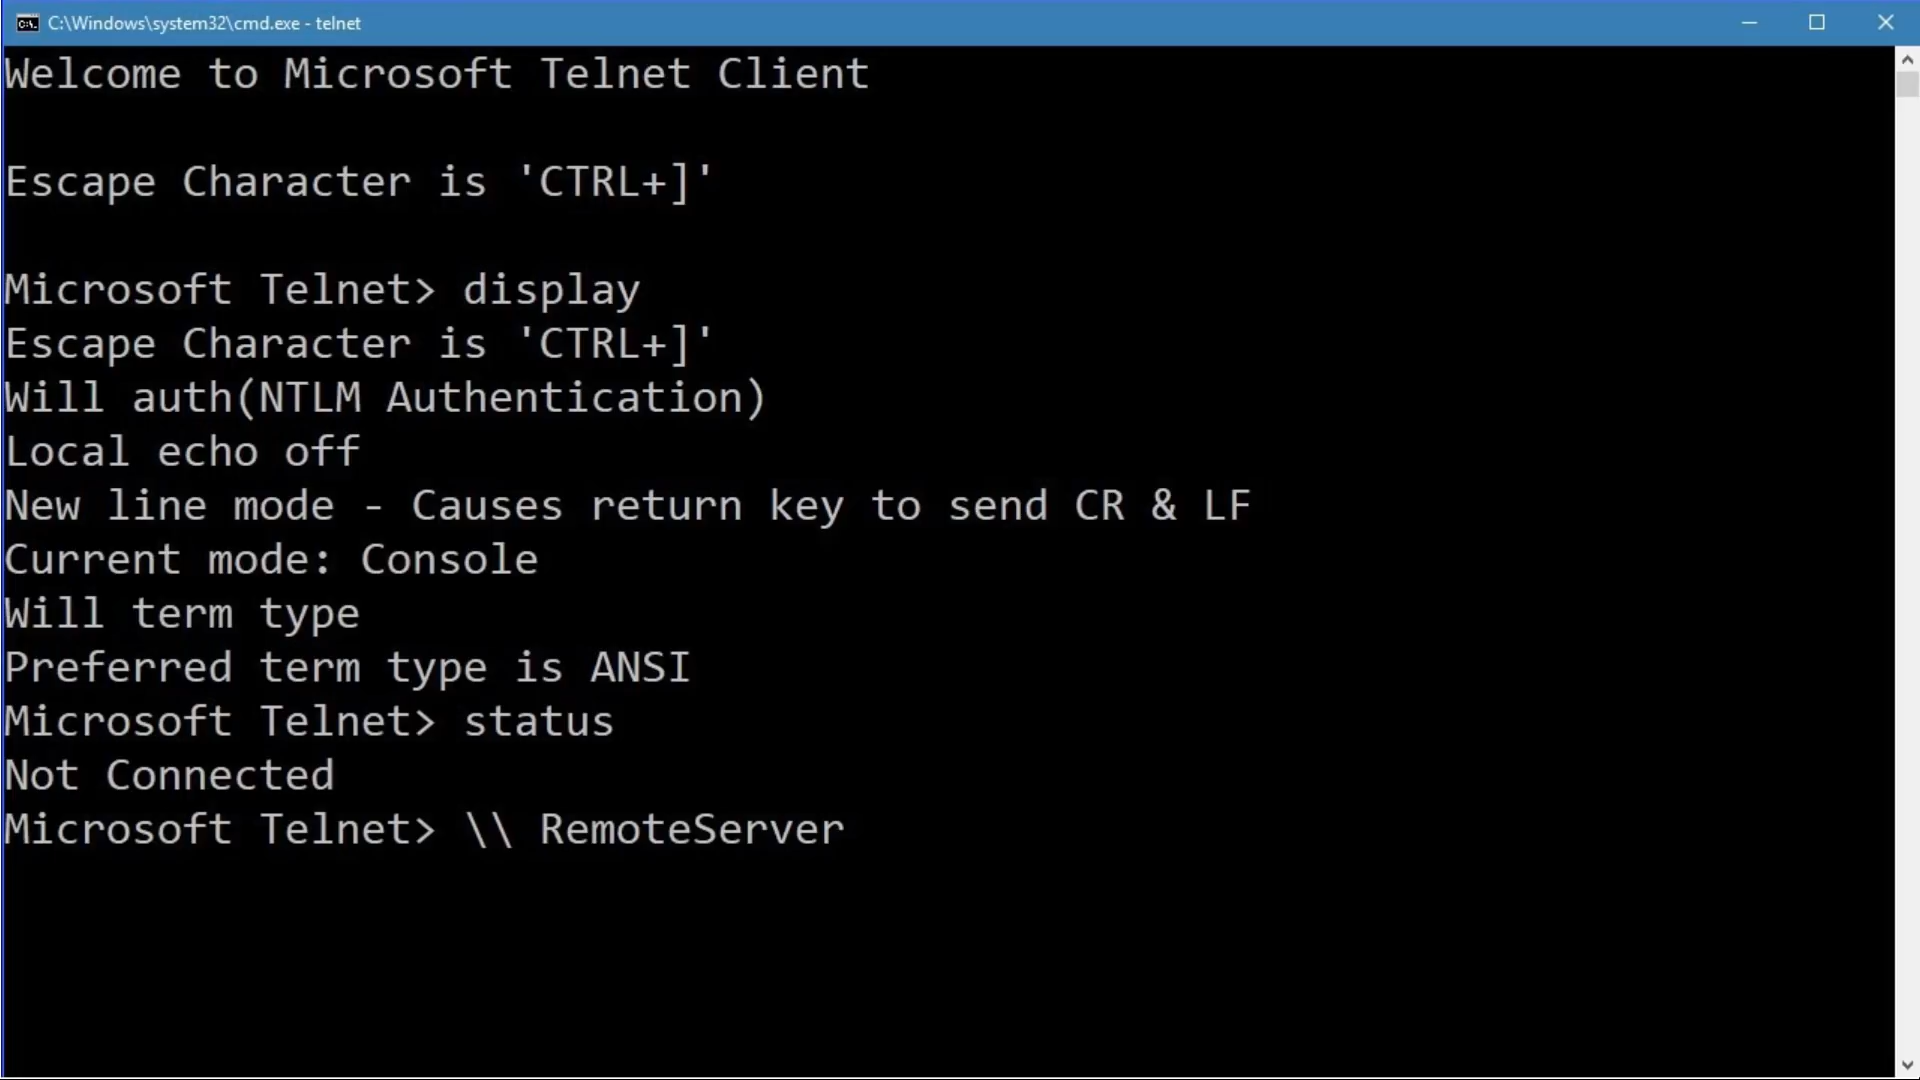 C:\Windows\system32\cmd.exe - telnet
Welcome to Microsoft Telnet Client
Escape Character is 'CTRL+]'
Microsoft Telnet> display
Escape Character is 'CTRL+]'
Will auth(NTLM Authentication)
Local echo off
New line mode - Causes return key to send CR & LF
Current mode: Console
Will term type
Preferred term type is ANSI
Microsoft Telnet> status
Not Connected
Microsoft Telnet> \\ RemoteServer